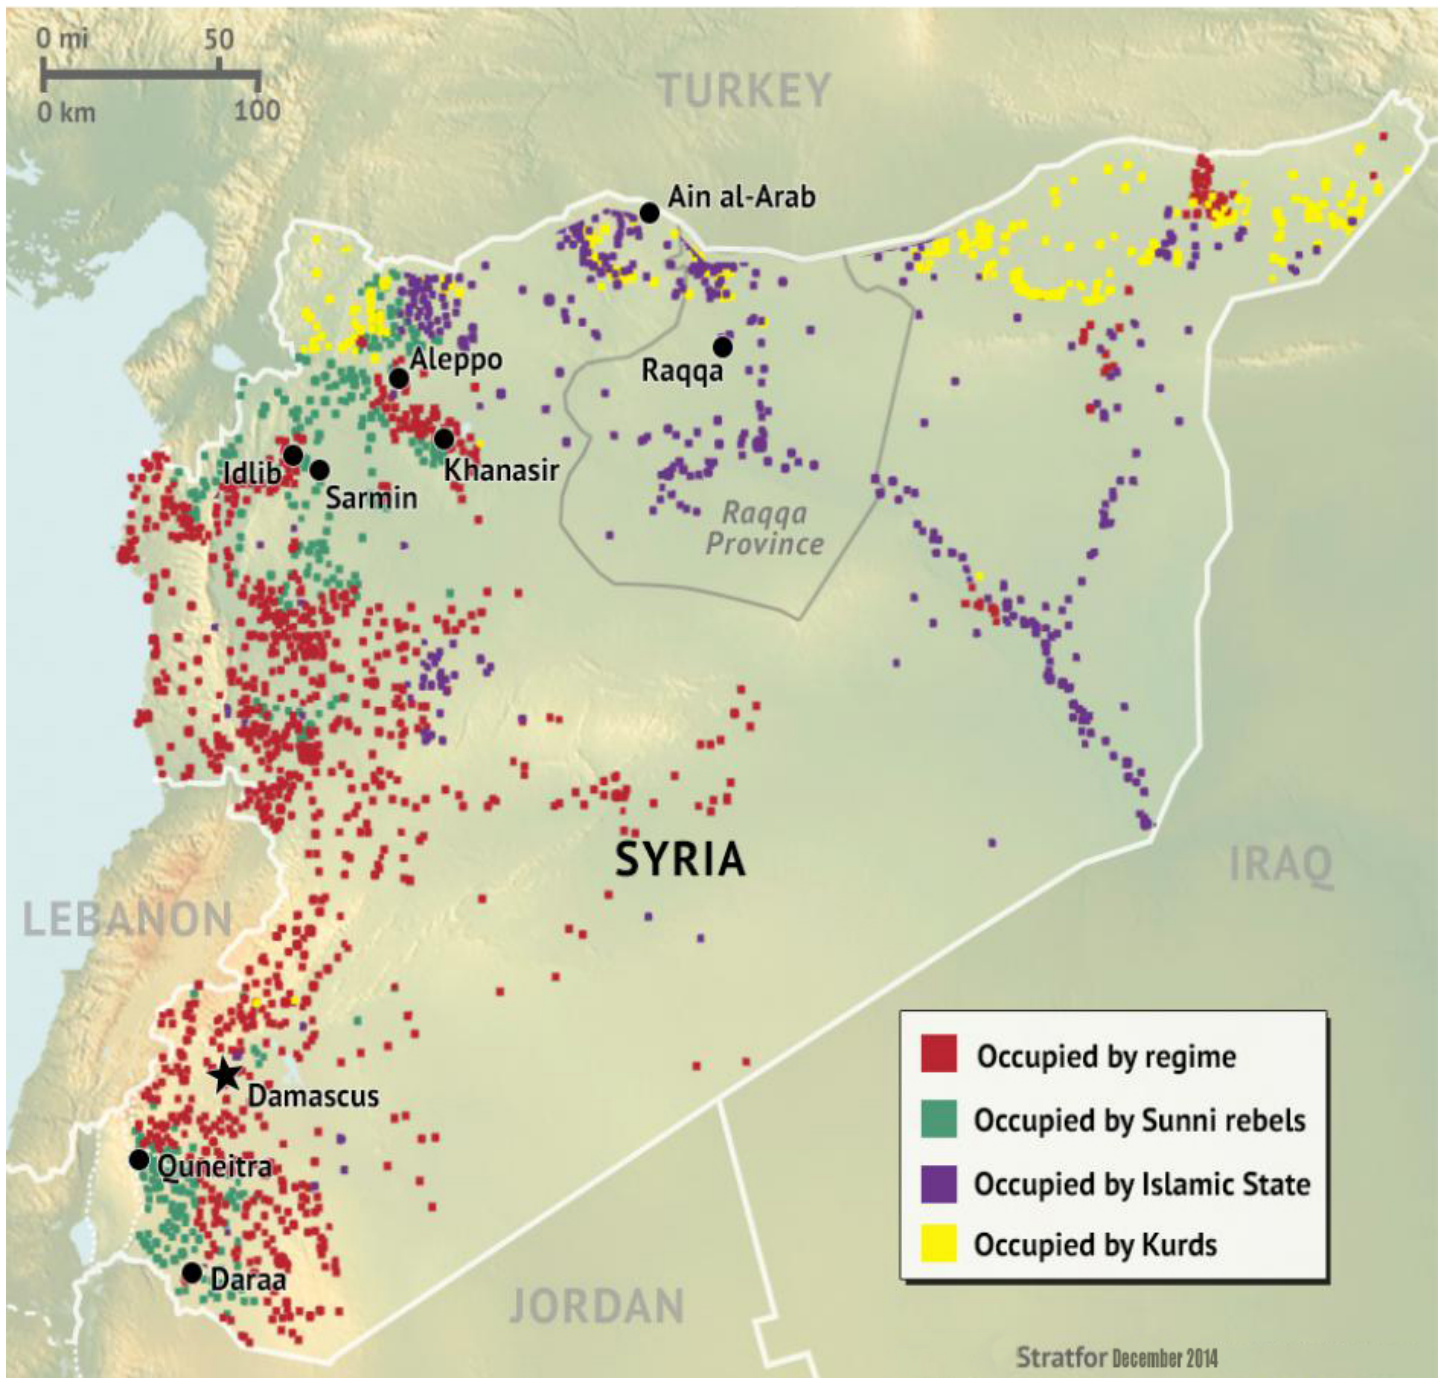 0 mi 50
0 km 100
TURKEY
Ain al-Arab
Aleppo
Raqqa
Idlib
Khanasir
Sarmin
Raqqa
Province
SYRIA
IRAQ
LEBANON
Damascus
Quneitra
Daraa
JORDAN
Occupied by regime
Occupied by Sunni rebels
Occupied by Islamic State
Occupied by Kurds
Stratfor December 2014